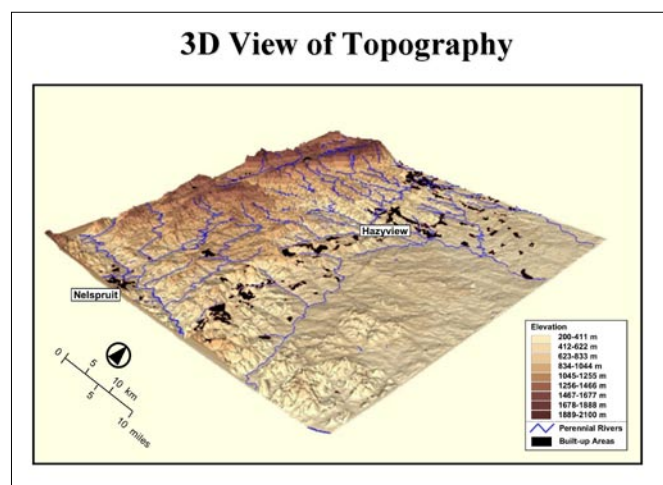 3D View of Topography
Hazyview
Nelspruit
0
5
10 km
5
10 miles
Elevation
200-411 m
412-622 m
623-833 m
834-1044 m
1045-1255 m
1256-1466 m
1467-1677 m
1678-1888 m
1889-2100 m
Perennial Rivers
Built-up Areas